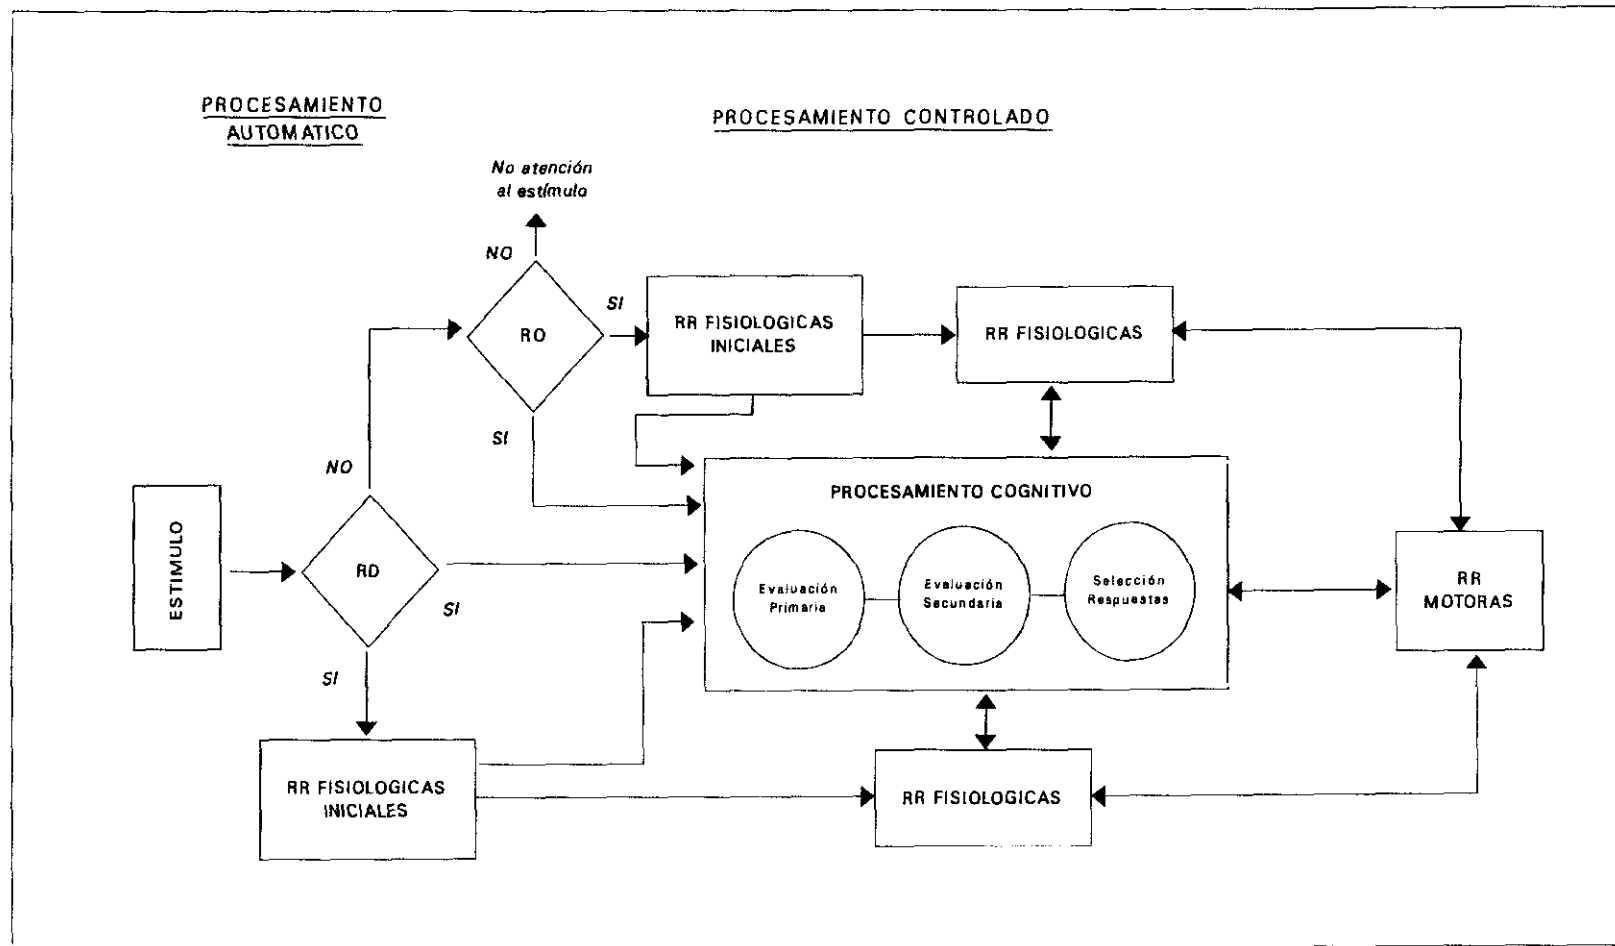 PROCESAMIENTO
AUTOMATICO
PROCESAMIENTO CONTROLADO
No atención
al estímulo
NO
SI
RO
RR FISIOLOGICAS
INICIALES
RR FISIOLOGICAS
SI
NO
ESTIMULO
RD
SI
SI
PROCESAMIENTO COGNITIVO
Evaluación
Primaria
Evaluación
Secundaria
Selección
Respuestas
RR
MOTORAS
RR FISIOLOGICAS
INICIALES
RR FISIOLOGICAS